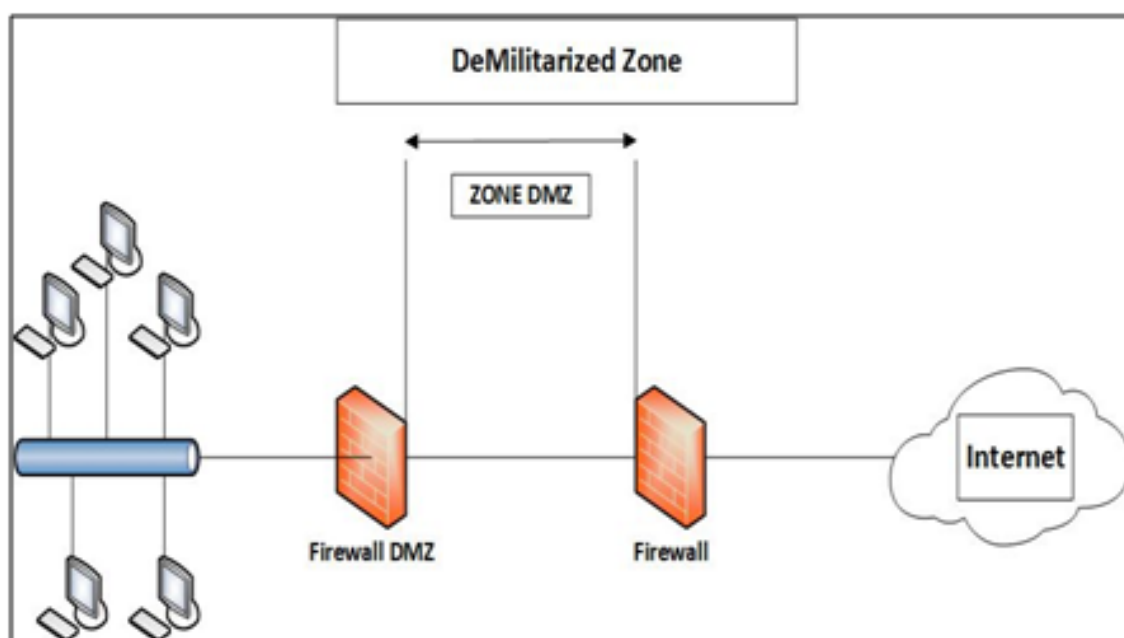 DeMilitarized Zone
ZONE DMZ
Internet
Firewall DMZ
Firewall